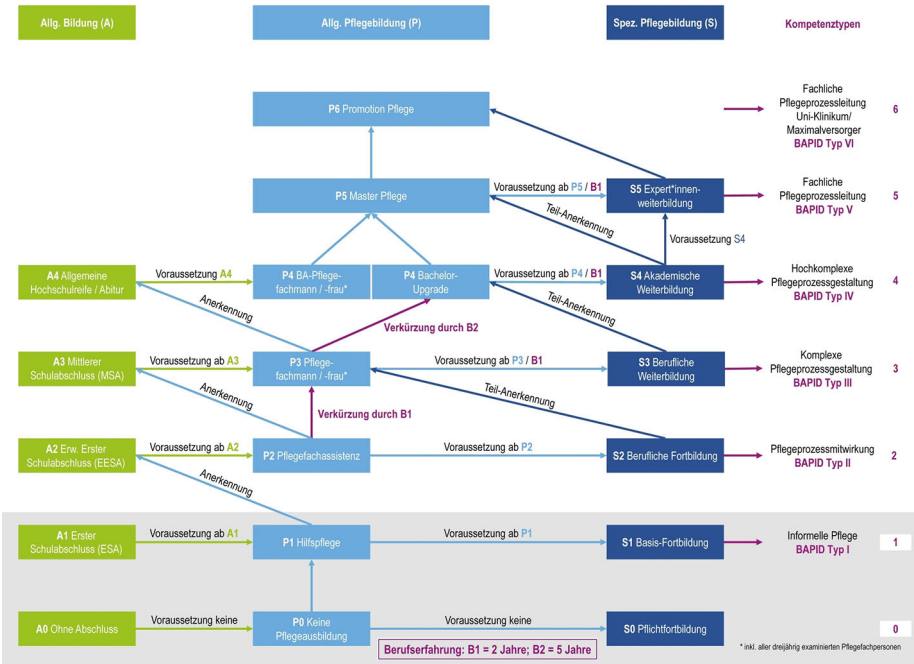 Allg. Bildung (A)
Allg. Pflegebildung (P)
Spez. Pflegebildung (S)
Kompetenztypen
P6 Promotion Pflege
Fachliche
Pflegeprozessleitung
Uni-Klinikum/
Maximalversorger
BAPID Typ VI
6
P5 Master Pflege
Voraussetzung ab P5 / B1
S5 Expert*innen-
weiterbildung
Fachliche
Pflegeprozessleitung
BAPID Typ V
5
Teil-Anerkennung
Voraussetzung S4
A4 Allgemeine
Hochschulreife / Abitur
Voraussetzung A4
P4 BA-Pflege-
fachmann / -frau*
P4 Bachelor-
Upgrade
Voraussetzung ab P4 / B1
S4 Akademische
Weiterbildung
Hochkomplexe
Pflegeprozessgestaltung
BAPID Typ IV
4
Anerkennung
Verkürzung durch B2
Teil-Anerkennung
A3 Mittlerer
Schulabschluss (MSA)
Voraussetzung ab A3
P3 Pflege-
fachmann / -frau*
Voraussetzung ab P3 / B1
S3 Berufliche
Weiterbildung
Komplexe
Pflegeprozessgestaltung
BAPID Typ III
3
Anerkennung
Verkürzung durch B1
Teil-Anerkennung
A2 Erw. Erster
Schulabschluss (EESA)
Voraussetzung ab A2
P2 Pflegefachassistenz
Voraussetzung ab P2
S2 Berufliche Fortbildung
Pflegeprozessmitwirkung
BAPID Typ II
2
Anerkennung
A1 Erster
Schulabschluss (ESA)
Voraussetzung ab A1
P1 Hilfspflege
Voraussetzung ab P1
S1 Basis-Fortbildung
Informelle Pflege
BAPID Typ I
1
A0 Ohne Abschluss
Voraussetzung keine
P0 Keine
Pflegeausbildung
Voraussetzung keine
S0 Pflichtfortbildung
0
Berufserfahrung: B1 = 2 Jahre; B2 = 5 Jahre
* inkl. aller dreijährig examinierten Pflegefachpersonen